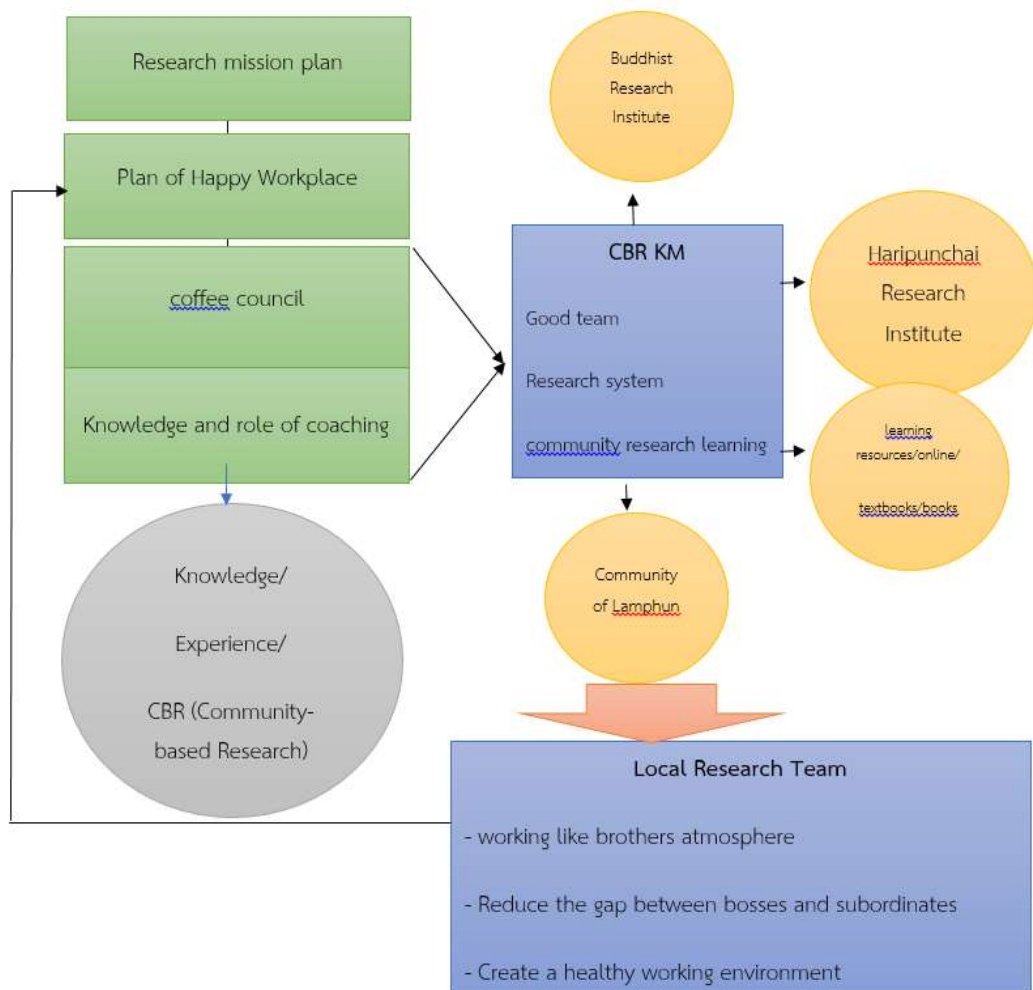 Research mission plan
Plan of Happy Workplace
coffee council
Knowledge and role of coaching
Knowledge/
Experience/
CBR (Community-
based Research)
Buddhist
Research
Institute
CBR KM
Good team
Research system
community research learning
Haripunchai
Research
Institute
learning
resources/online/
textbooks/books
Community
of Lamphun
Local Research Team
- working like brothers atmosphere
- Reduce the gap between bosses and subordinates
- Create a healthy working environment